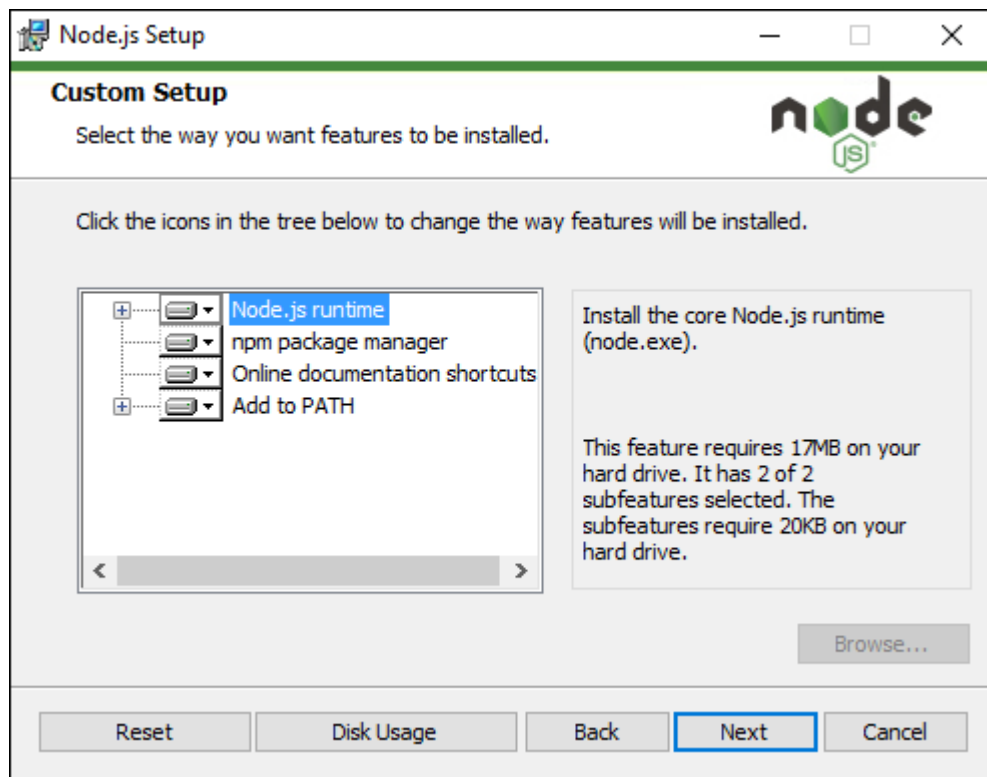 Node.js Setup
Custom Setup
Select the way you want features to be installed.
node
JS
Click the icons in the tree below to change the way features will be installed.
Node.js runtime
npm package manager
Online documentation shortcuts
Add to PATH
Install the core Node.js runtime
(node.exe).
This feature requires 17MB on your
hard drive. It has 2 of 2
subfeatures selected. The
subfeatures require 20KB on your
hard drive.
Browse...
Reset
Disk Usage
Back
Next
Cancel